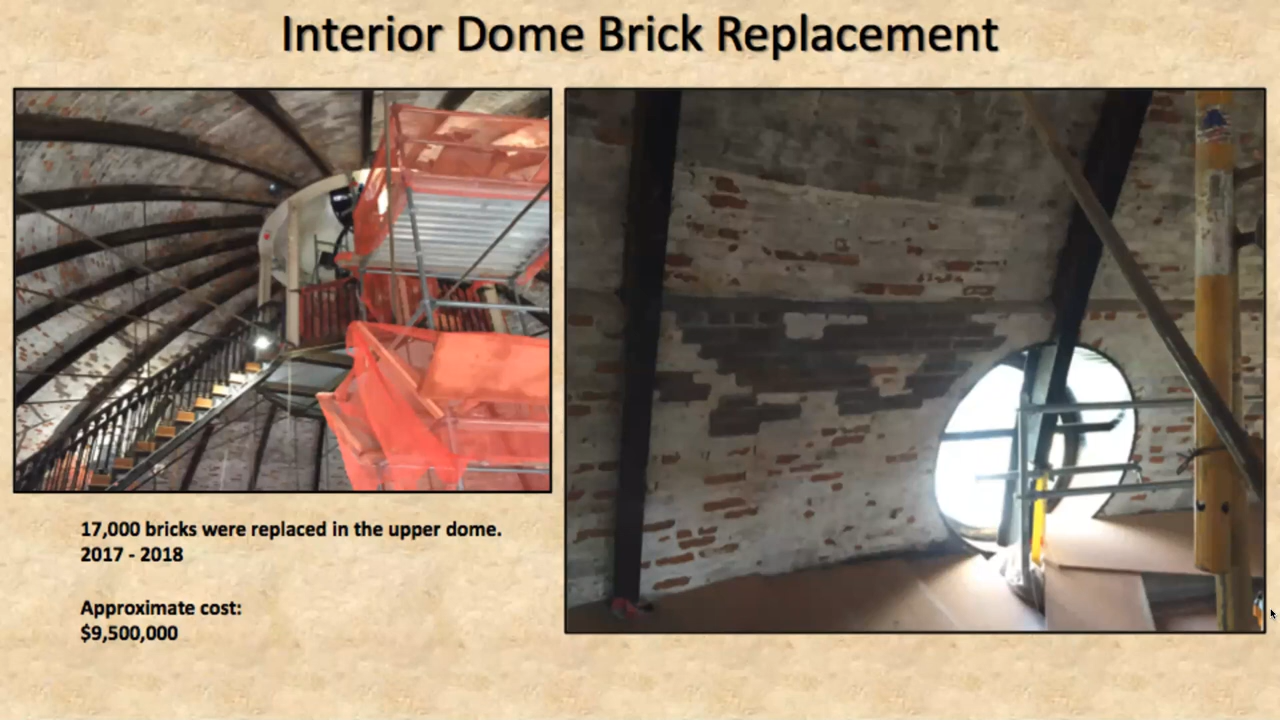 Interior Dome Brick Replacement
17,000 bricks were replaced in the upper dome.
2017 - 2018
Approximate cost:
$9,500,000